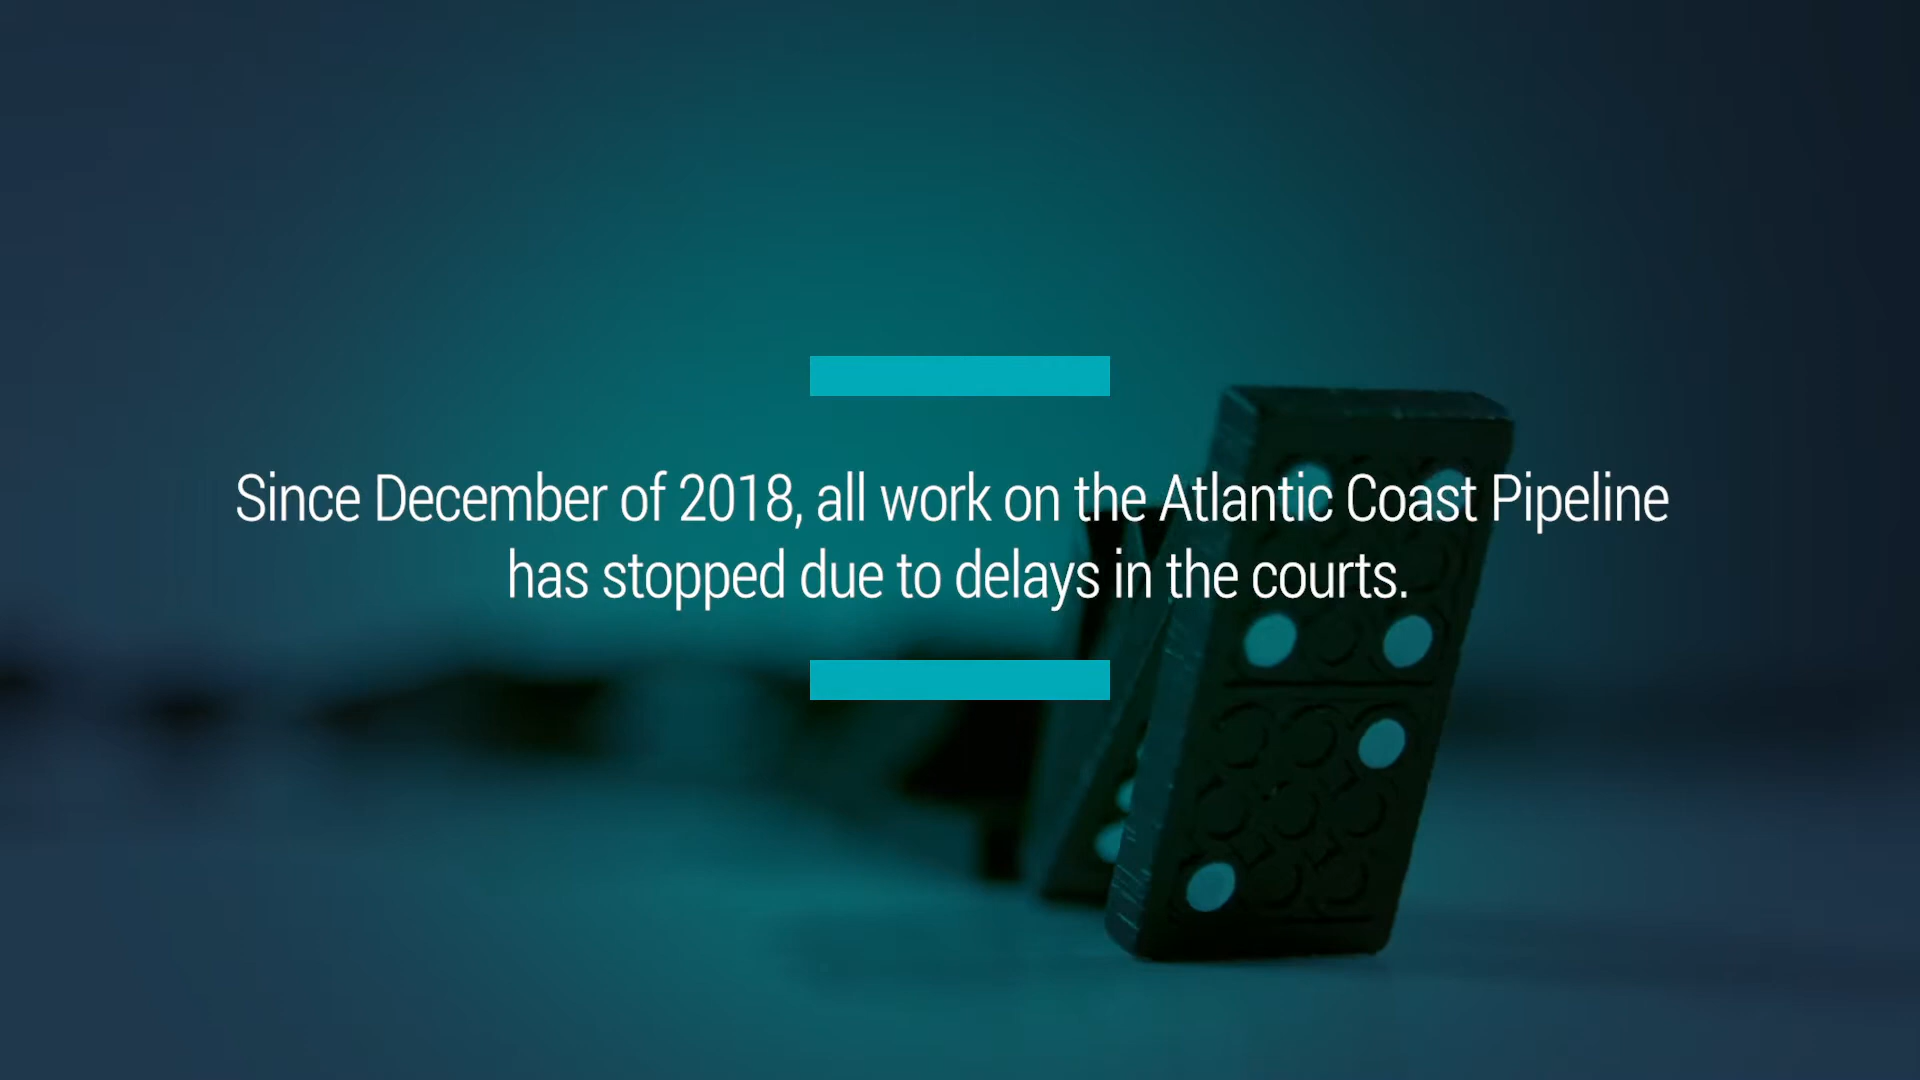 Since December of 2018, all work on the Atlantic Coast Pipeline
has stopped due to delays in the courts.